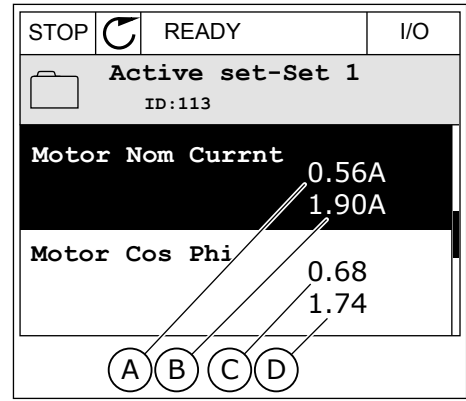 STOP READY I/O
Active set-Set 1
ID:113
Motor Nom Currnt
0.56A
1.90A
Motor Cos Phi
0.68
1.74
A B C D